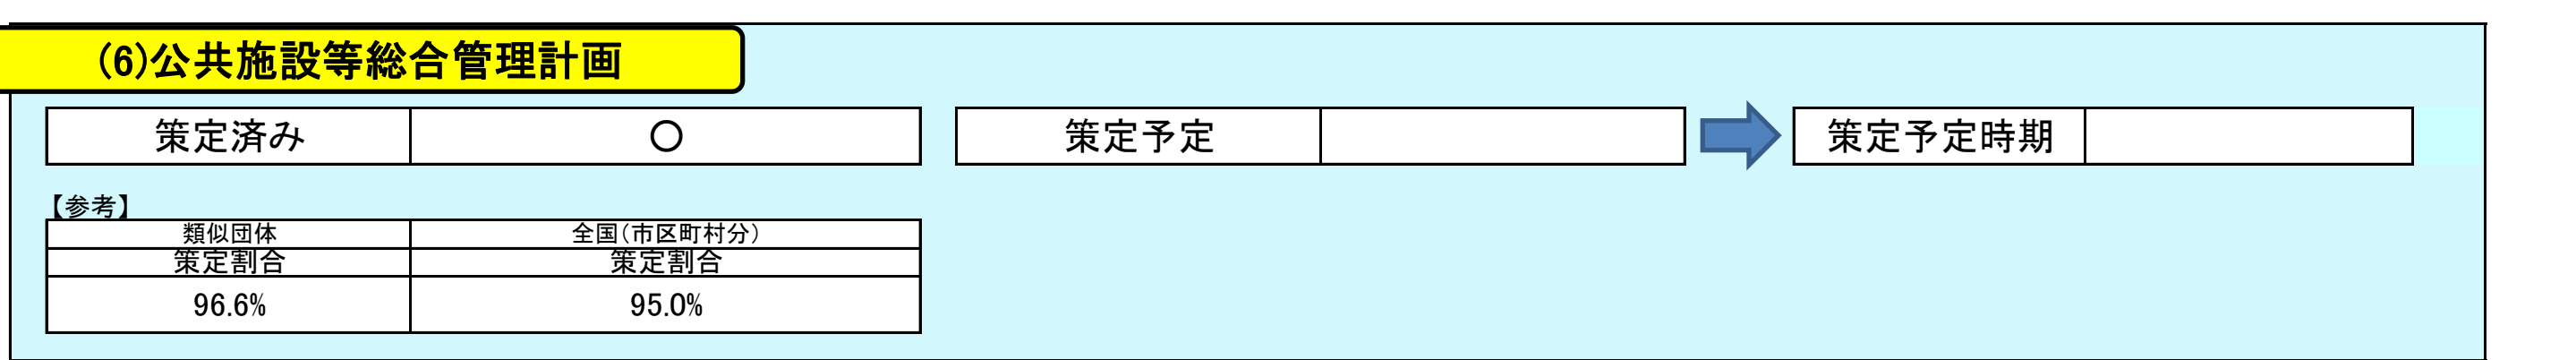 (6)公共施設等総合管理計画
策定済み 〇 策定予定 策定予定時期
【参考】
類似団体 全国(市区町村分)
策定割合 策定割合
96.6% 95.0%